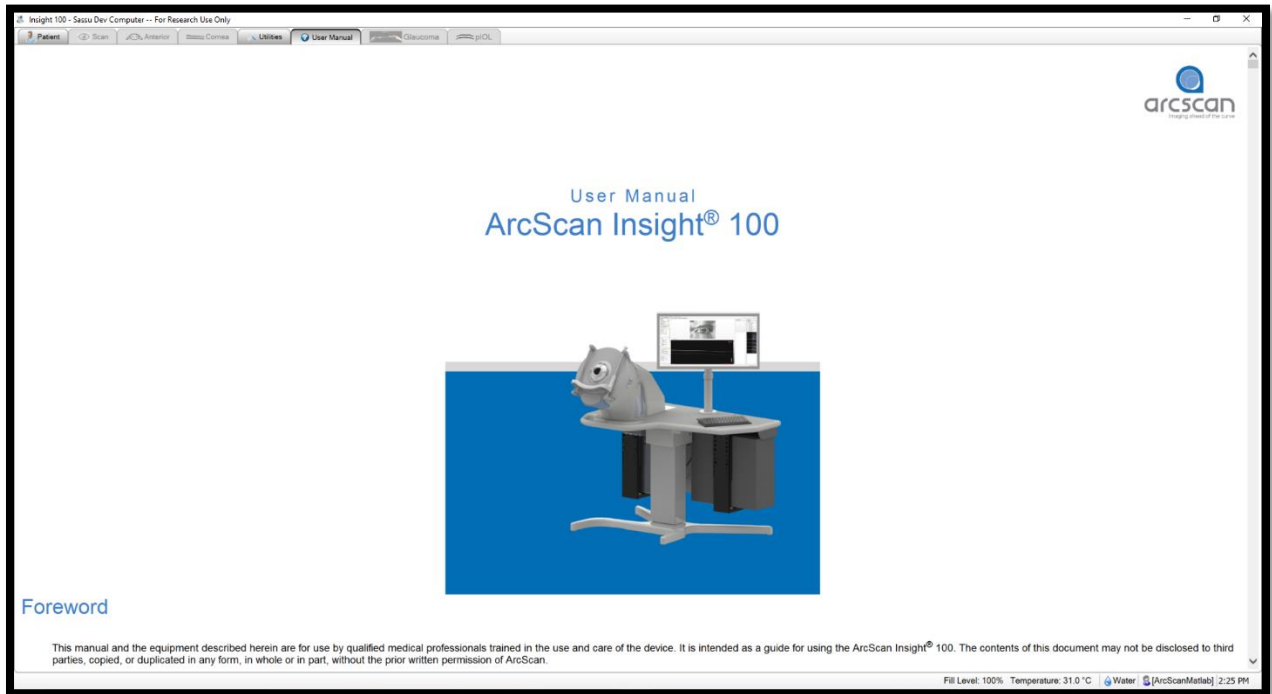 Insight 100 - Sassu Dev Computer -- For Research Use Only
Patient Scan Anterior Cornea Utilities User Manual Glaucoma pIOL
arcscan
Imaging ahead of the curve
User Manual
ArcScan Insight® 100
Foreword
This manual and the equipment described herein are for use by qualified medical professionals trained in the use and care of the device. It is intended as a guide for using the ArcScan Insight® 100. The contents of this document may not be disclosed to third
parties, copied, or duplicated in any form, in whole or in part, without the prior written permission of ArcScan.
Fill Level: 100% Temperature: 31.0 °C Water [ArcScanMatlab] 2:25 PM